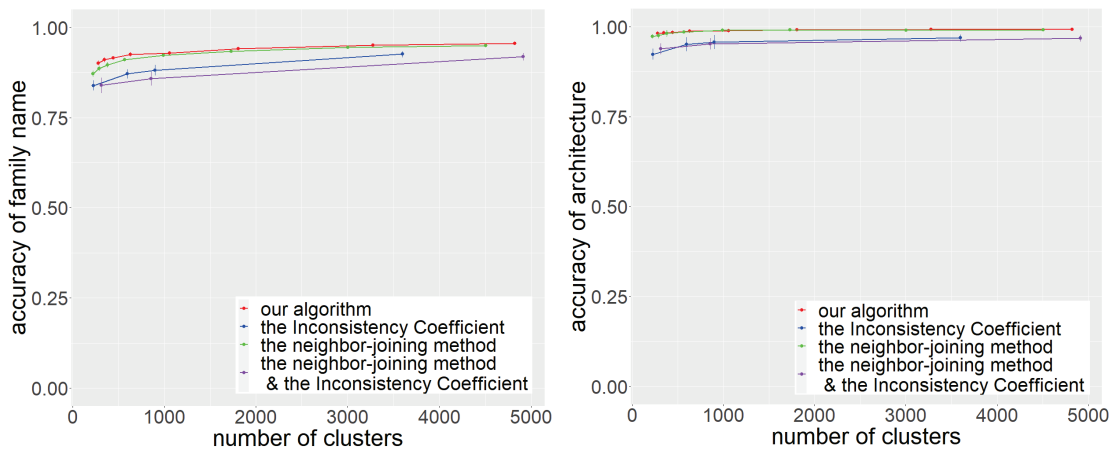 1.00
0.75
0.50
0.25
0.00
accuracy of family name
0 1000 2000 3000 4000 5000
number of clusters
our algorithm
the Inconsistency Coefficient
the neighbor-joining method
the neighbor-joining method
& the Inconsistency Coefficient
1.00
0.75
0.50
0.25
0.00
accuracy of architecture
0 1000 2000 3000 4000 5000
number of clusters
our algorithm
the Inconsistency Coefficient
the neighbor-joining method
the neighbor-joining method
& the Inconsistency Coefficient